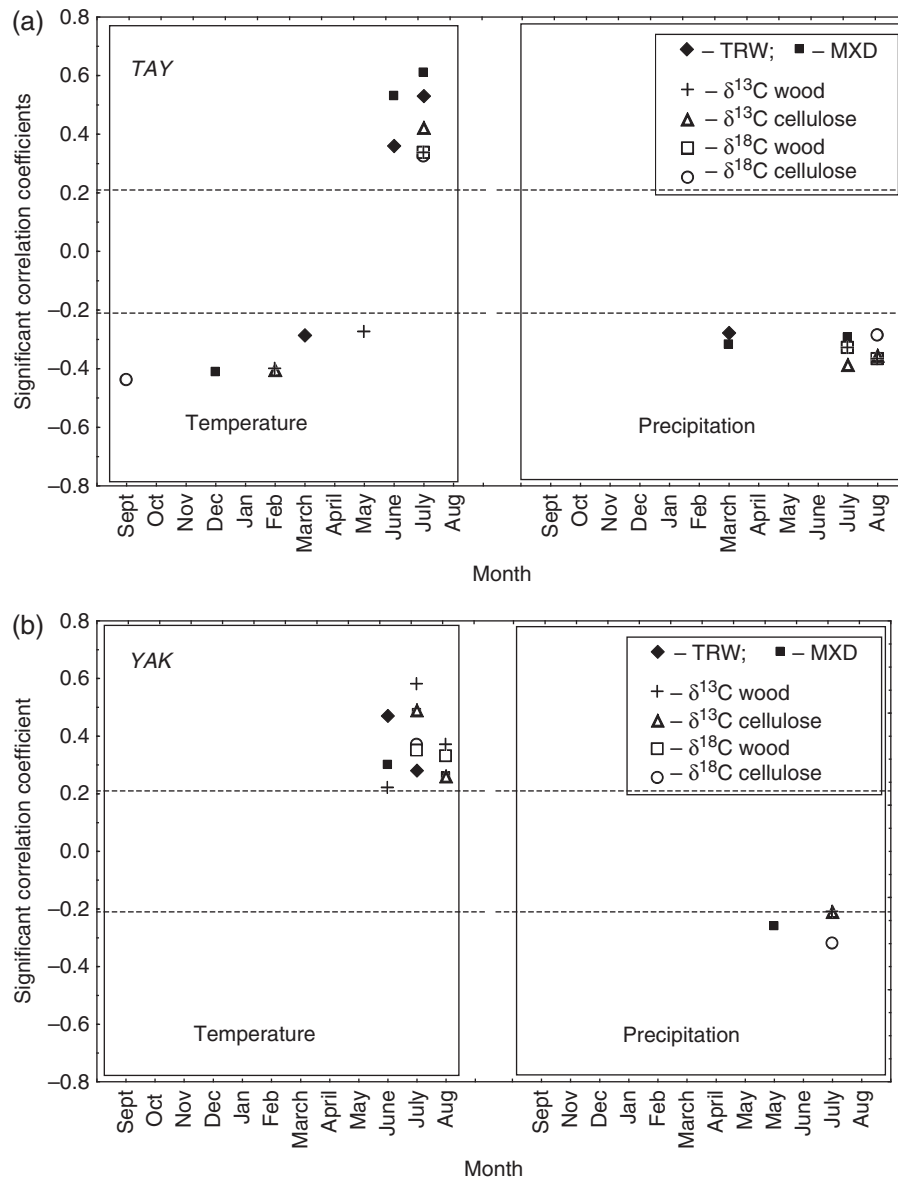 (a)
0.8
0.6
0.4
0.2
0.0
−0.2
−0.4
−0.6
−0.8
Significant correlation coefficients
TAY
– TRW; – MXD
– δ¹³C wood
– δ¹³C cellulose
– δ¹⁸C wood
– δ¹⁸C cellulose
Temperature
Precipitation
Sept Oct Nov Dec Jan Feb March April May June July Aug
Sept Oct Nov Dec Jan Feb March April May June July Aug
Month
(b)
0.8
0.6
0.4
0.2
0.0
−0.2
−0.4
−0.6
−0.8
Significant correlation coefficient
YAK
– TRW; – MXD
– δ¹³C wood
– δ¹³C cellulose
– δ¹⁸C wood
– δ¹⁸C cellulose
Temperature
Precipitation
Sept Oct Nov Dec Jan Feb March April May June July Aug
Sept Oct Nov Dec Jan Feb March April May June July Aug
Month